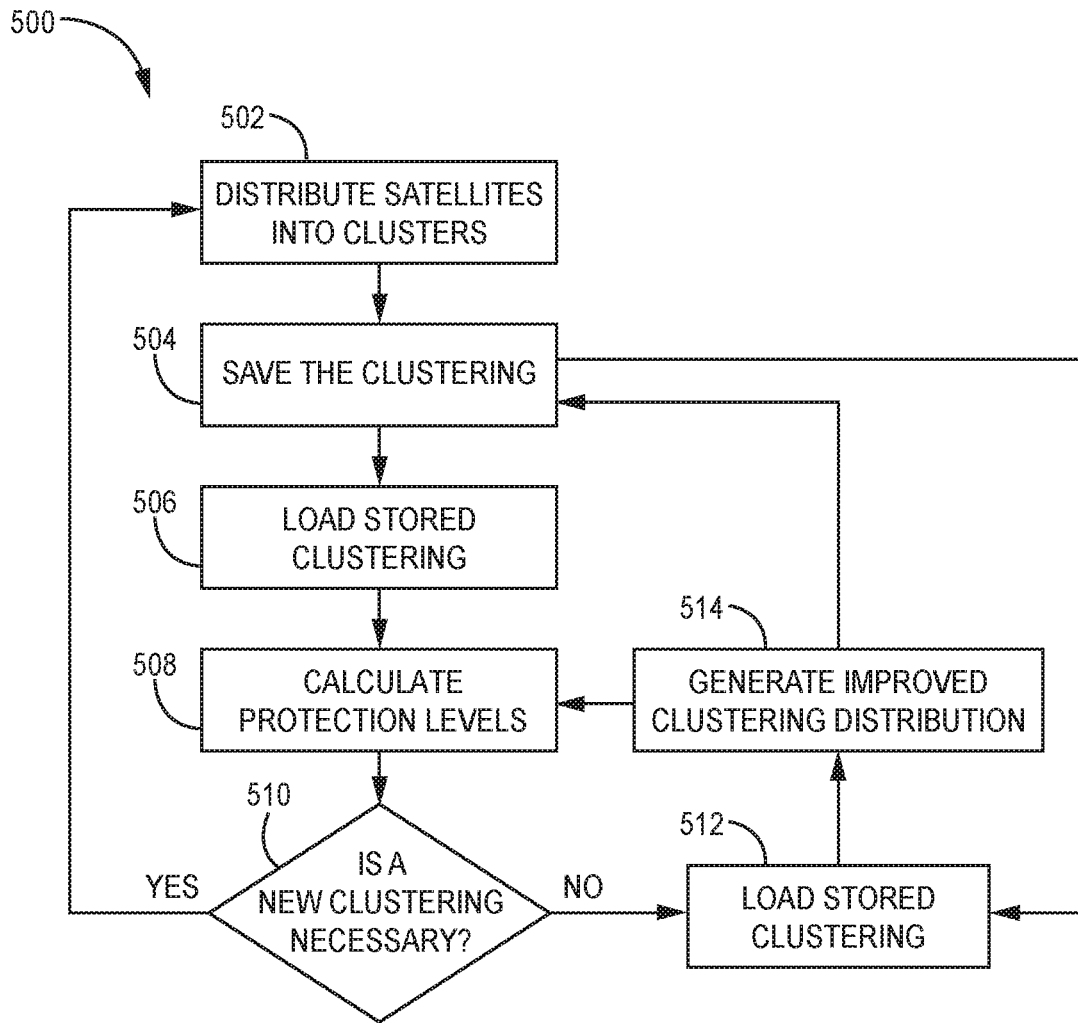 500
502
DISTRIBUTE SATELLITES
INTO CLUSTERS
504
SAVE THE CLUSTERING
506
LOAD STORED
CLUSTERING
508
CALCULATE
PROTECTION LEVELS
514
GENERATE IMPROVED
CLUSTERING DISTRIBUTION
510
IS A
NEW CLUSTERING
NECESSARY?
YES
NO
512
LOAD STORED
CLUSTERING